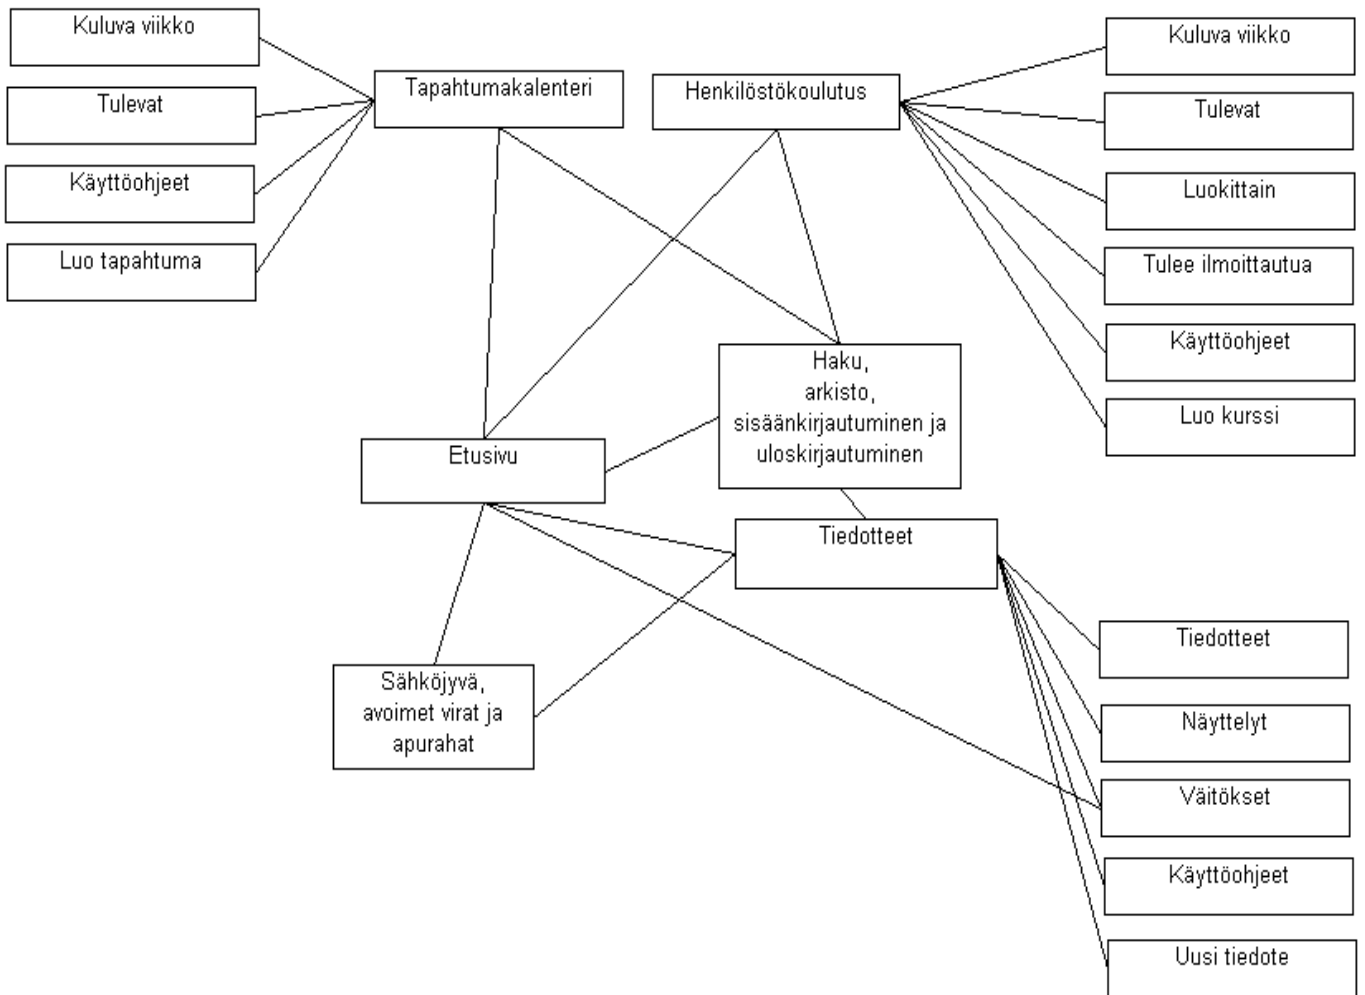 Kuluva viikko
Tulevat
Käyttöohjeet
Luo tapahtuma
Tapahtumakalenteri
Henkilöstökoulutus
Kuluva viikko
Tulevat
Luokittain
Tulee ilmoittautua
Käyttöohjeet
Luo kurssi
Haku,
arkisto,
sisäänkirjautuminen ja
uloskirjautuminen
Etusivu
Tiedotteet
Sähköjyvä,
avoimet virat ja
apurahat
Tiedotteet
Näyttelyt
Väitökset
Käyttöohjeet
Uusi tiedote